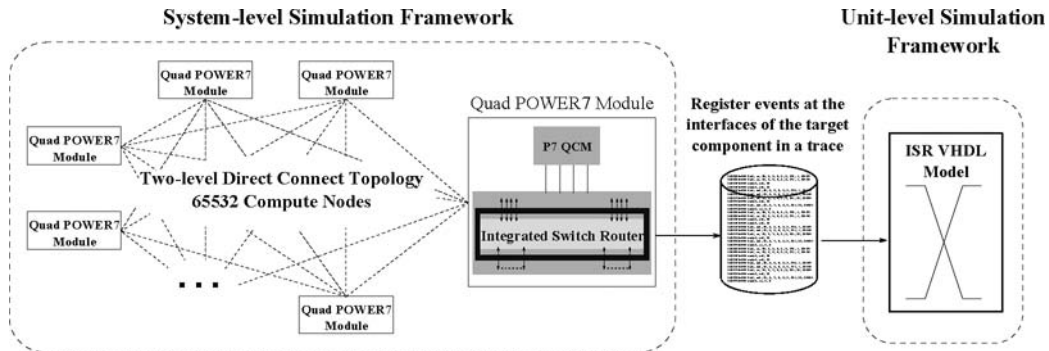 System-level Simulation Framework
Unit-level Simulation
Framework
Quad POWER7
Module
Quad POWER7
Module
Quad POWER7
Module
Quad POWER7
Module
Quad POWER7
Module
Two-level Direct Connect Topology
65532 Compute Nodes
Quad POWER7 Module
P7 QCM
Integrated Switch Router
Register events at the
interfaces of the target
component in a trace
ISR VHDL
Model